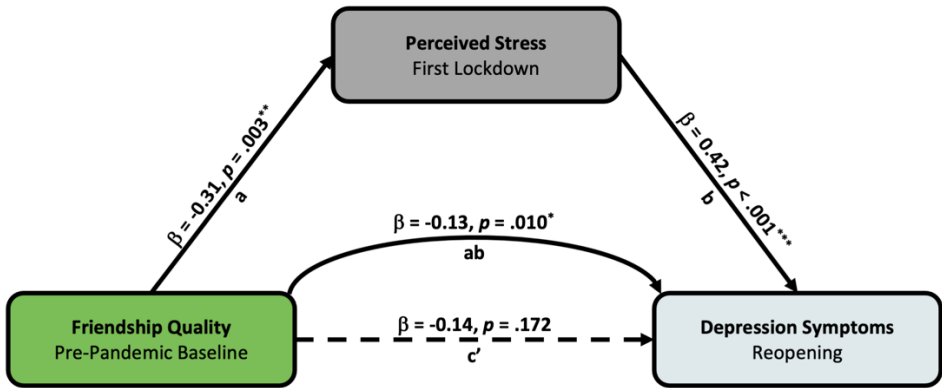 Perceived Stress
First Lockdown
β = -0.31, p = .003**
a
β = 0.42, p < .001***
b
β = -0.13, p = .010*
ab
Friendship Quality
Pre-Pandemic Baseline
β = -0.14, p = .172
c’
Depression Symptoms
Reopening